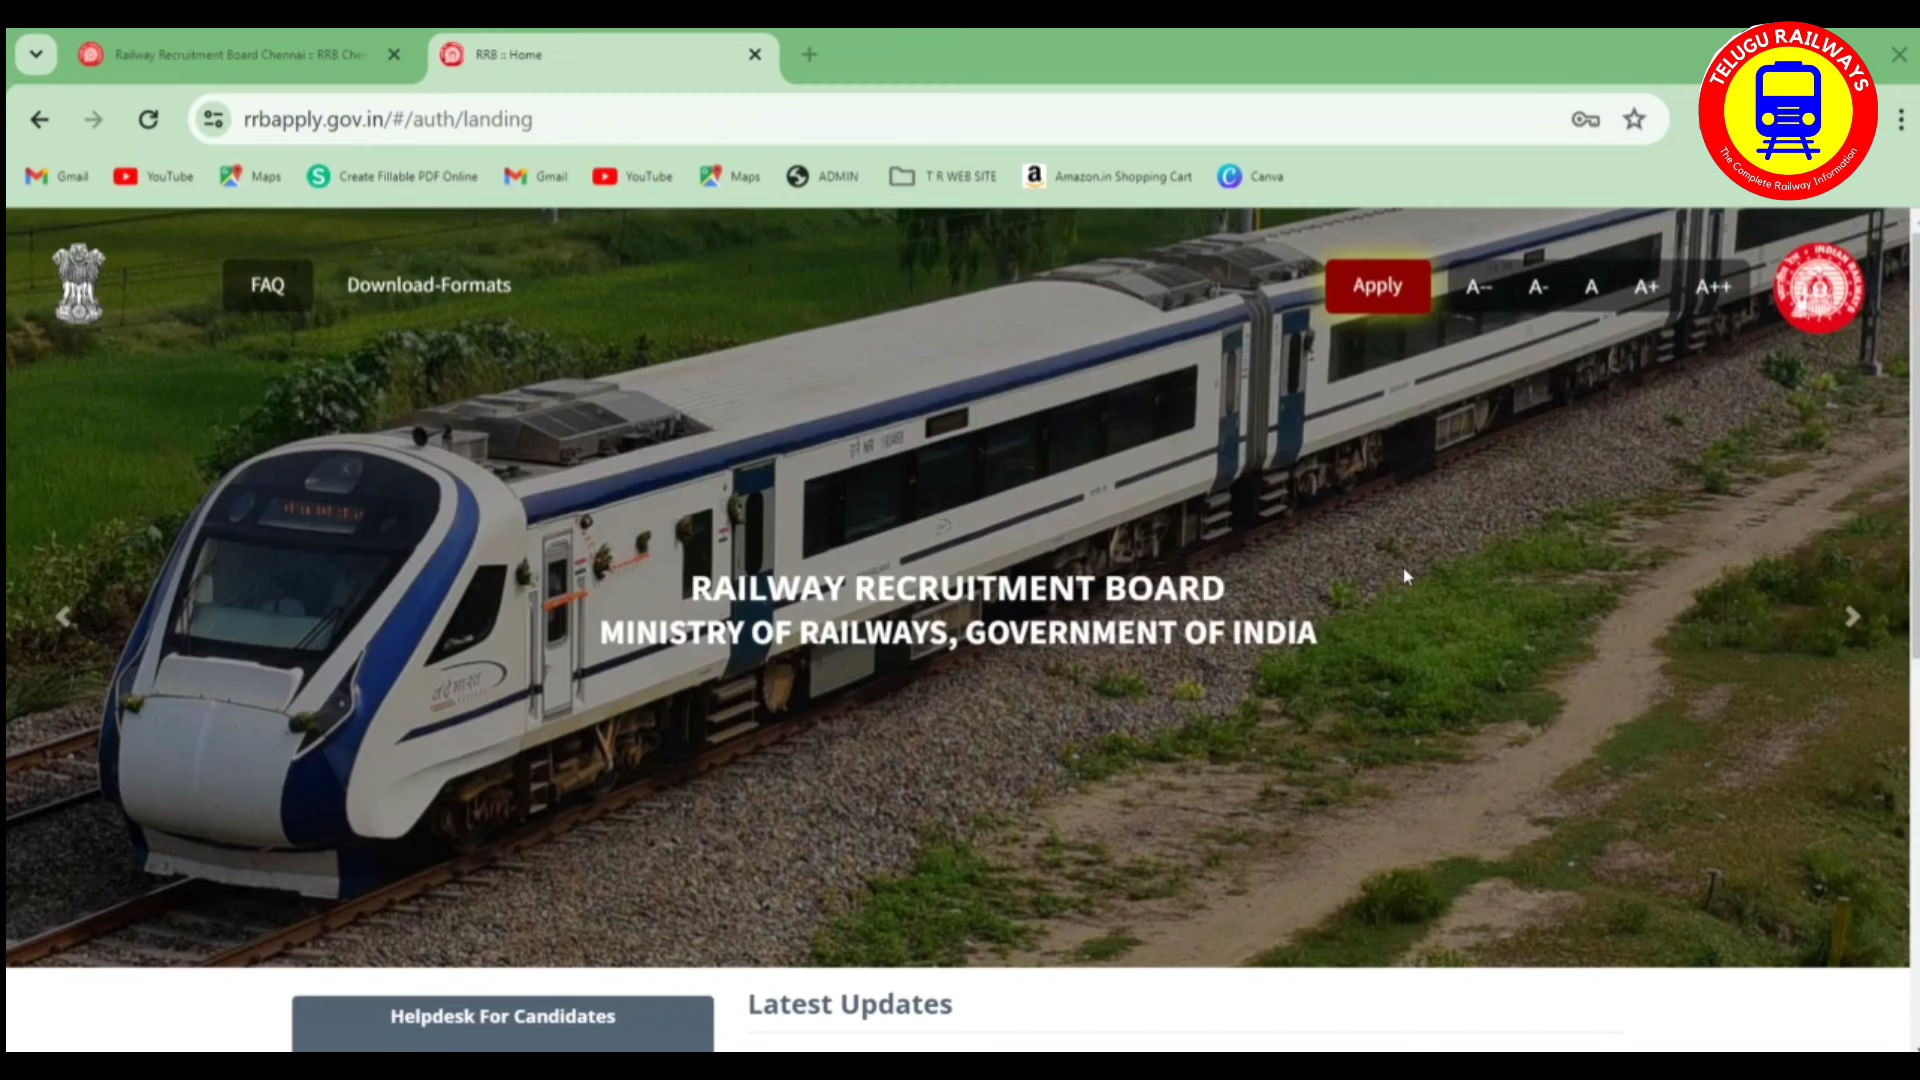 TELUGU RAILWAYS
The Complete Railway Information
Railway Recruitment Board Chennai :: RRB Che
RRB :: Home
rrbapply.gov.in/#/auth/landing
Gmail YouTube Maps Create Fillable PDF Online Gmail YouTube Maps ADMIN T R WEB SITE Amazon.in Shopping Cart Canva
FAQ Download-Formats Apply A-- A- A A+ A++
INDIAN RAILWAYS
RAILWAY RECRUITMENT BOARD
MINISTRY OF RAILWAYS, GOVERNMENT OF INDIA
वंदे भारत
Helpdesk For Candidates
Latest Updates